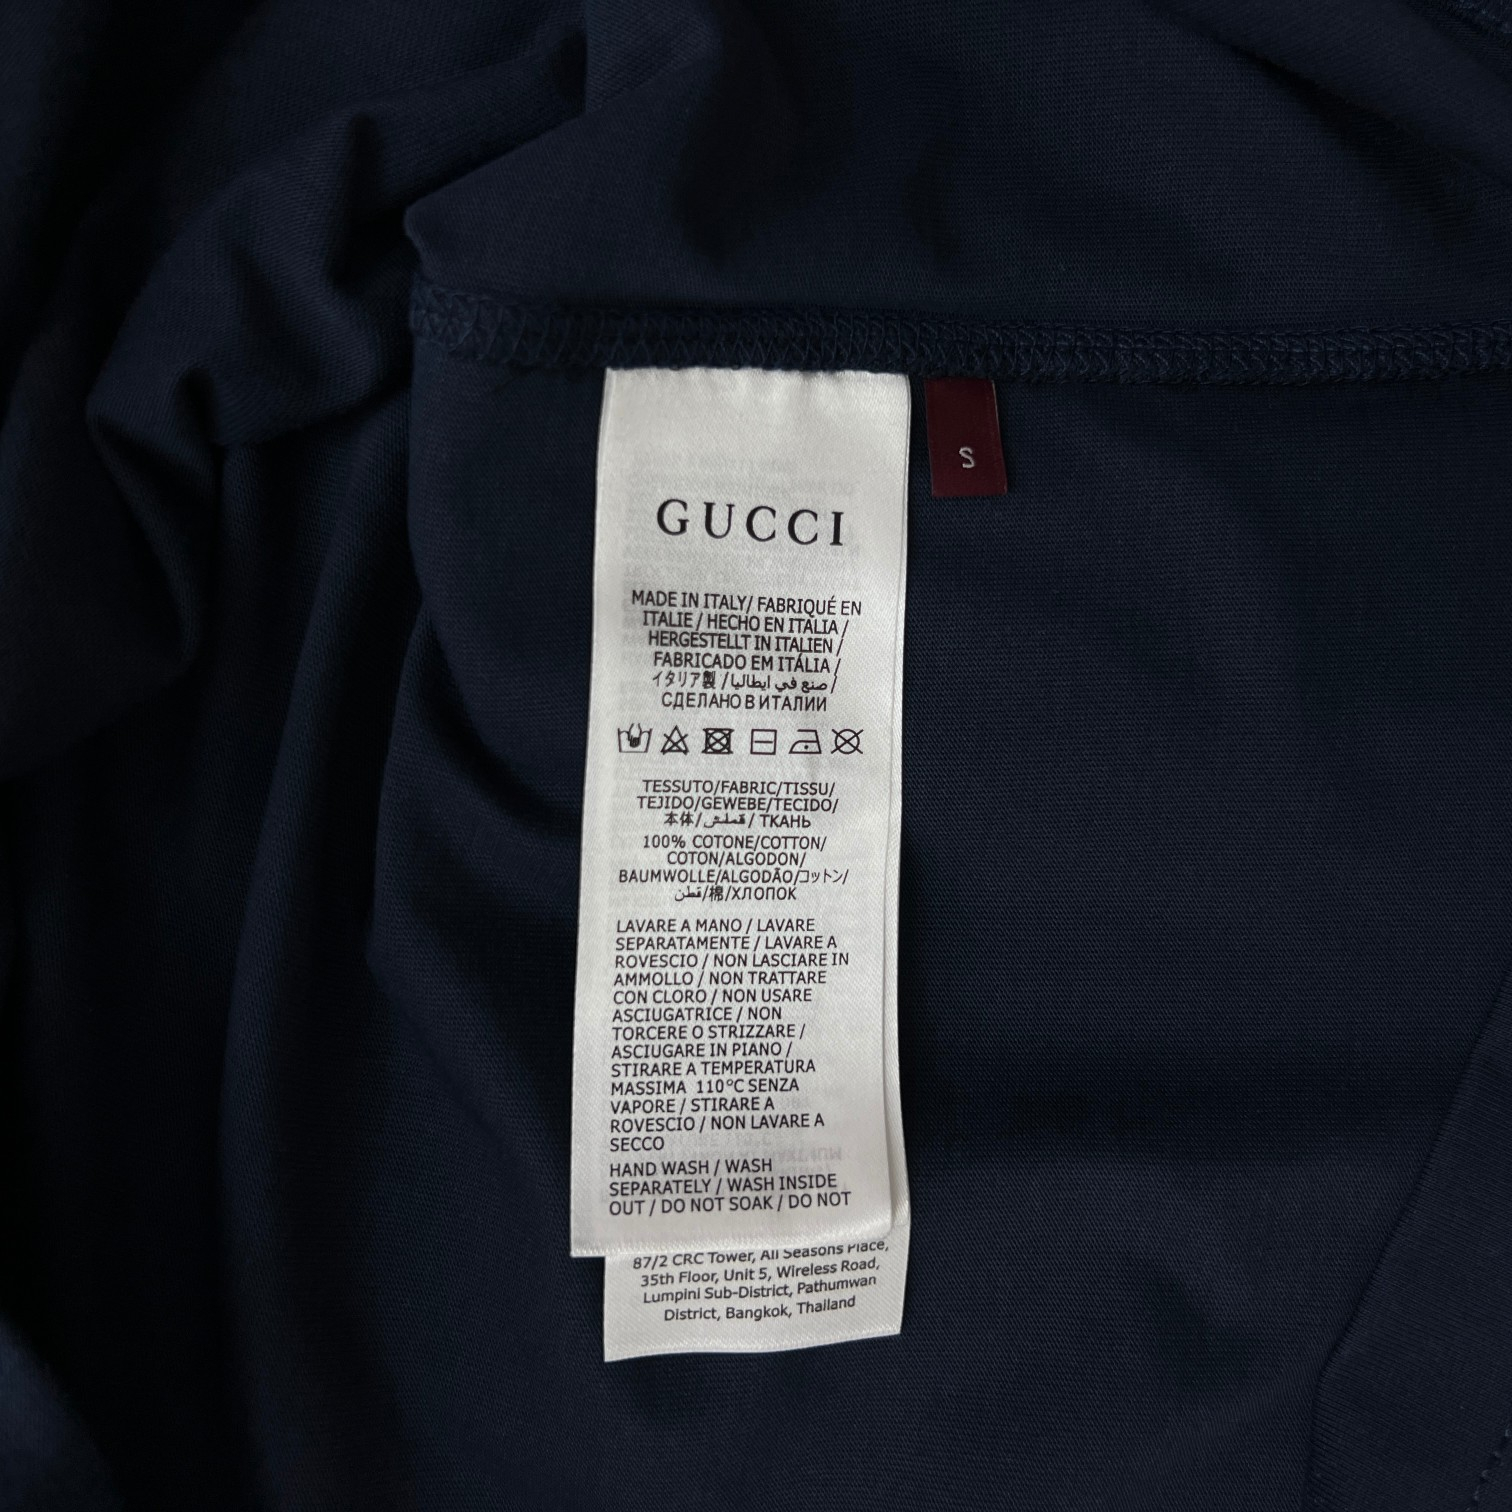 S
GUCCI
MADE IN ITALY/ FABRIQUÉ EN
ITALIE / HECHO EN ITALIA /
HERGESTELLT IN ITALIEN /
FABRICADO EM ITÁLIA /
イタリア製 / صنع في ايطاليا /
СДЕЛАНО В ИТАЛИИ
TESSUTO/FABRIC/TISSU/
TEJIDO/GEWEBE/TECIDO/
本体/قملش/ ТКАНЬ
100% COTONE/COTTON/
COTON/ALGODON/
BAUMWOLLE/ALGODÃO/コットン/
قطن/棉/ХЛОПОК
LAVARE A MANO / LAVARE
SEPARATAMENTE / LAVARE A
ROVESCIO / NON LASCIARE IN
AMMOLLO / NON TRATTARE
CON CLORO / NON USARE
ASCIUGATRICE / NON
TORCERE O STRIZZARE /
ASCIUGARE IN PIANO /
STIRARE A TEMPERATURA
MASSIMA 110°C SENZA
VAPORE / STIRARE A
ROVESCIO / NON LAVARE A
SECCO
HAND WASH / WASH
SEPARATELY / WASH INSIDE
OUT / DO NOT SOAK / DO NOT
87/2 CRC Tower, All Seasons Place,
35th Floor, Unit 5, Wireless Road,
Lumpini Sub-District, Pathumwan
District, Bangkok, Thailand